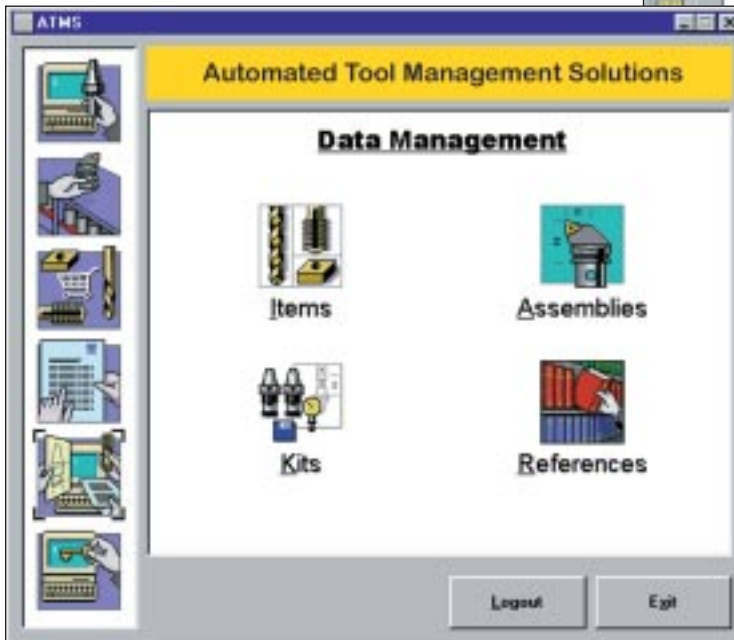 ATMS
Automated Tool Management Solutions
Data Management
Items
Assemblies
Kits
References
Logout
Exit